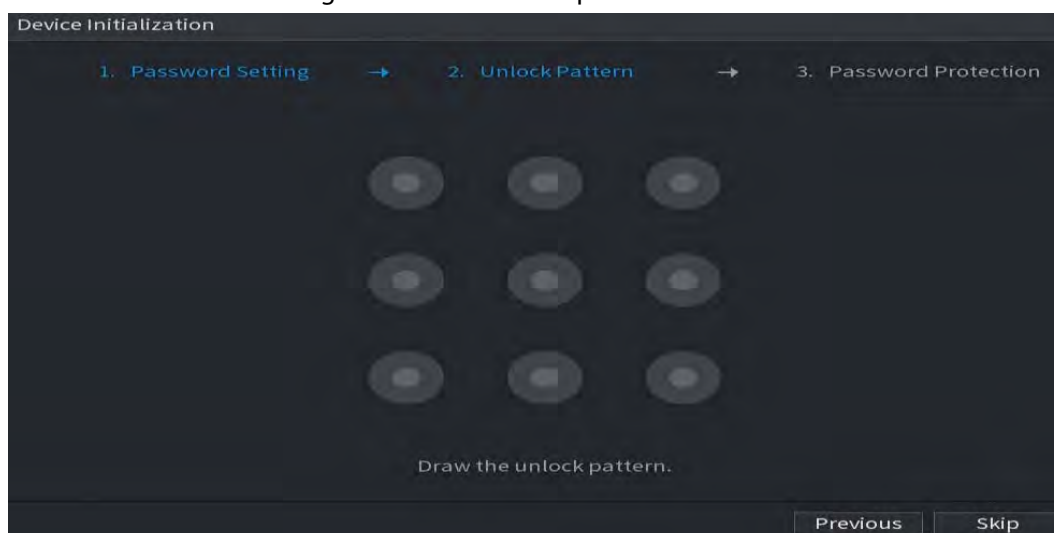 Device Initialization
1. Password Setting → 2. Unlock Pattern → 3. Password Protection
Draw the unlock pattern.
Previous Skip